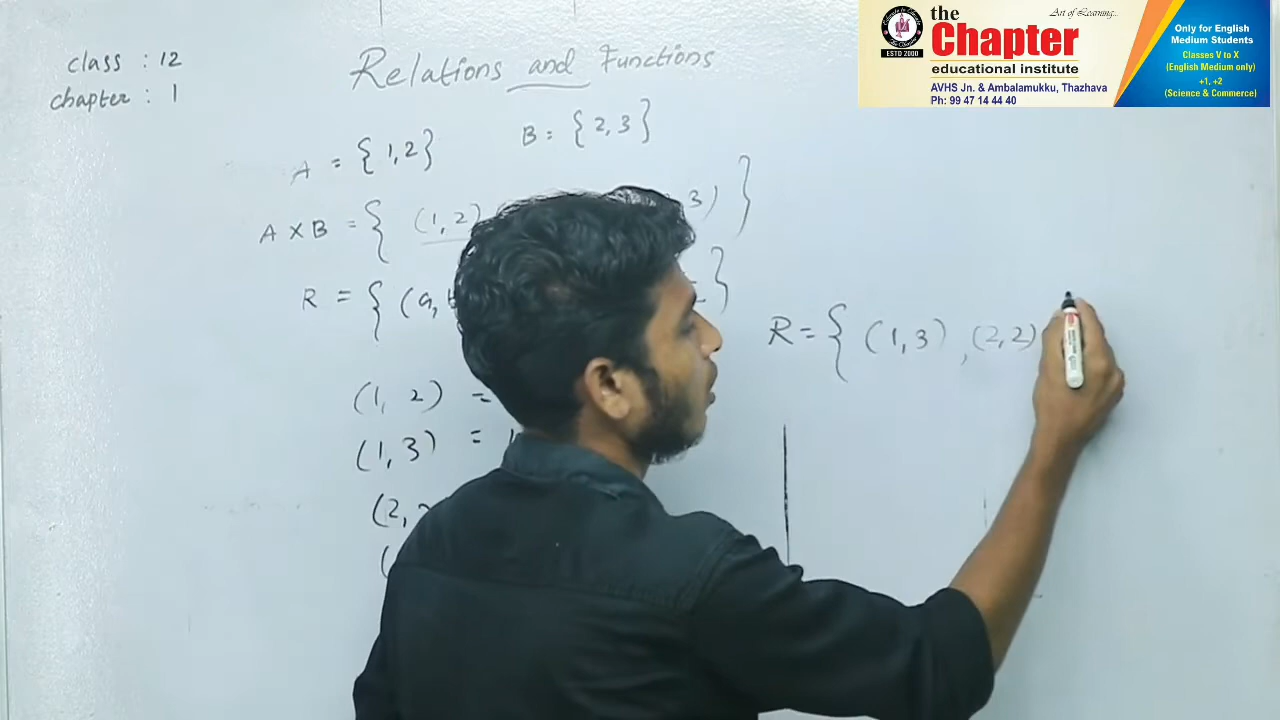 class : 12
chapter : 1
Relations and Functions
A = {1,2}
B = {2,3}
A X B = { (1,2) 3) }
R = { (a, }
R = { (1,3) , (2,2)
(1, 2) =
(1,3) = 1
(2,
(
the
Chapter
Art of Learning...
ESTD 2000
educational institute
AVHS Jn. & Ambalamukku, Thazhava
Ph: 99 47 14 44 40
Only for English
Medium Students
Classes V to X
(English Medium only)
+1, +2
(Science & Commerce)